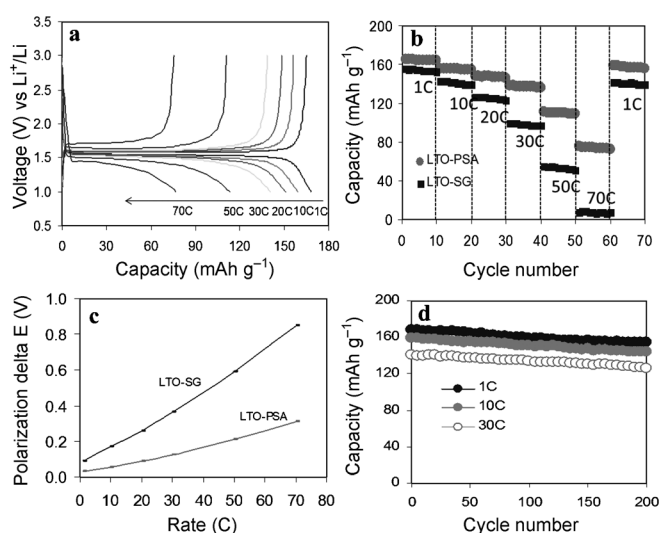 a
Voltage (V) vs Li⁺/Li
3.5
3.0
2.5
2.0
1.5
1.0
0.5
70C
50C
30C
20C
10C
1C
0
30
60
90
120
150
180
Capacity (mAh g⁻¹)
b
Capacity (mAh g⁻¹)
200
160
120
80
40
0
1C
10C
20C
30C
50C
70C
1C
LTO-PSA
LTO-SG
0
10
20
30
40
50
60
70
Cycle number
c
Polarization delta E (V)
1.0
0.8
0.6
0.4
0.2
0.0
LTO-SG
LTO-PSA
0
10
20
30
40
50
60
70
80
Rate (C)
d
Capacity (mAh g⁻¹)
200
160
160
80
40
0
1C
10C
30C
0
50
100
150
200
Cycle number